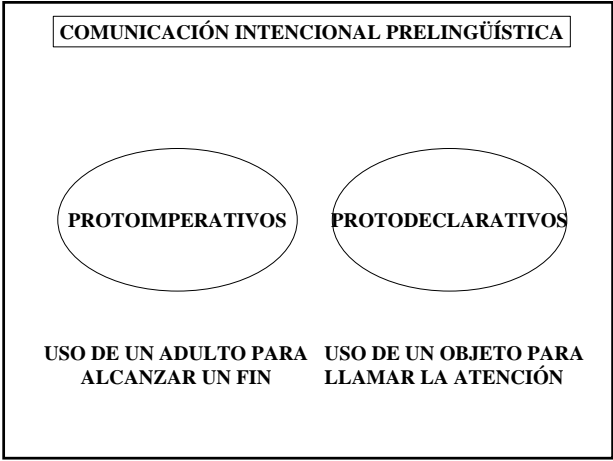 COMUNICACIÓN INTENCIONAL PRELINGÜÍSTICA
PROTOIMPERATIVOS
PROTODECLARATIVOS
USO DE UN ADULTO PARA
ALCANZAR UN FIN
USO DE UN OBJETO PARA
LLAMAR LA ATENCIÓN